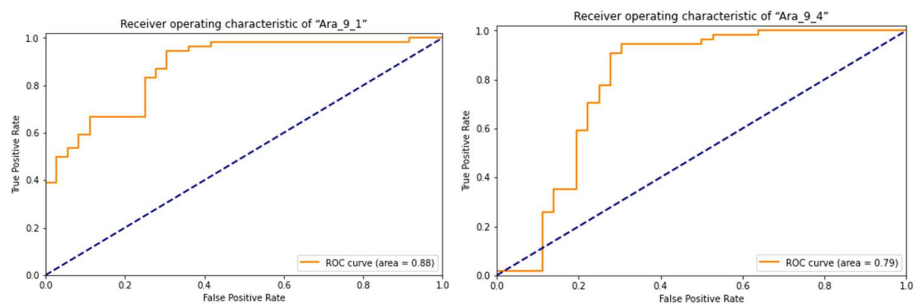 Receiver operating characteristic of “Ara_9_1”
1.0
0.8
0.6
0.4
0.2
0.0
True Positive Rate
0.0 0.2 0.4 0.6 0.8 1.0
False Positive Rate
ROC curve (area = 0.88)
Receiver operating characteristic of “Ara_9_4”
1.0
0.8
0.6
0.4
0.2
0.0
True Positive Rate
0.0 0.2 0.4 0.6 0.8 1.0
False Positive Rate
ROC curve (area = 0.79)